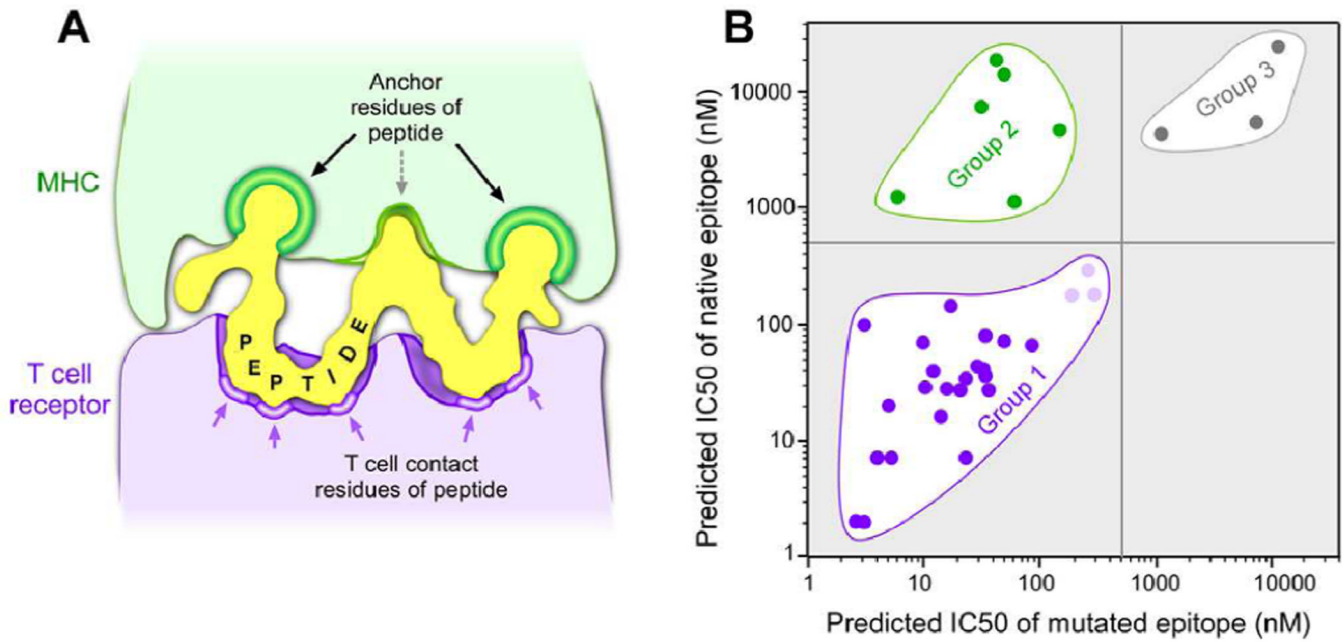 A
Anchor
residues of
peptide
MHC
PEPTIDE
T cell
receptor
T cell contact
residues of peptide
B
Predicted IC50 of native epitope (nM)
10000
1000
100
10
1
Group 2
Group 3
Group 1
1
10
100
1000
10000
Predicted IC50 of mutated epitope (nM)